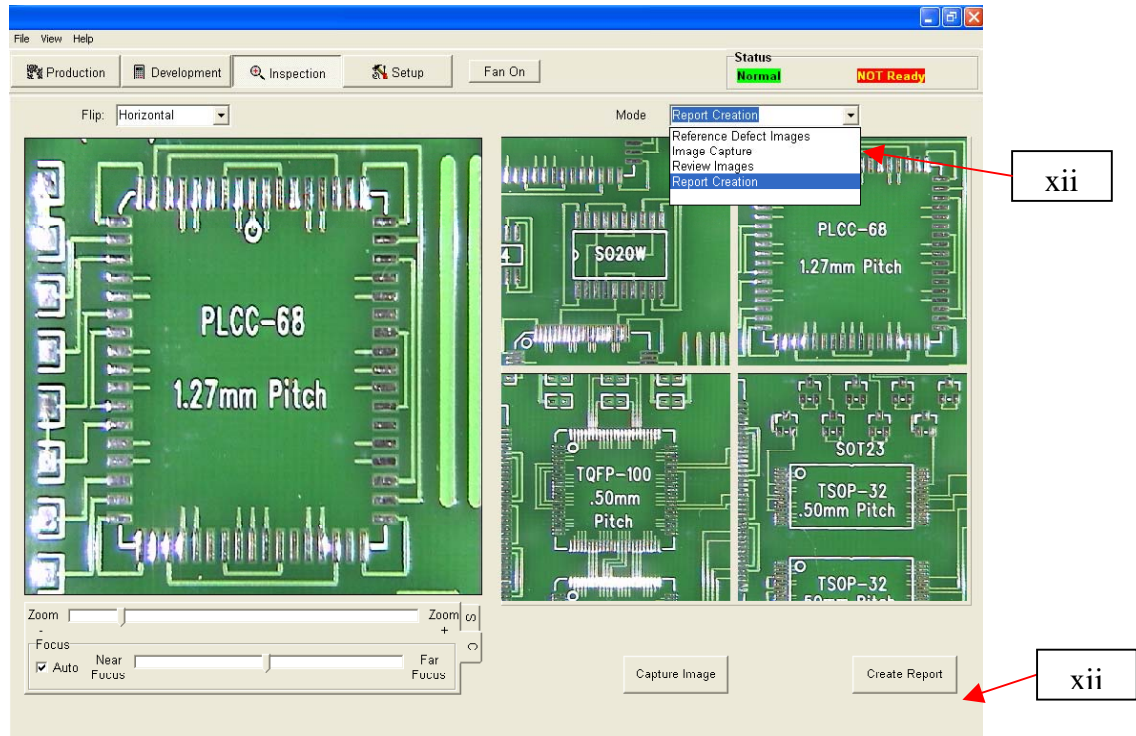 File View Help
Production Development Inspection Setup Fan On
Status
Normal NOT Ready
Flip: Horizontal
Mode Report Creation
Reference Defect Images
Image Capture
Review Images
Report Creation
xii
PLCC-68
1.27mm Pitch
4
SO20W
PLCC-68
1.27mm Pitch
TQFP-100
.50mm
Pitch
SOT23
TSOP-32
.50mm Pitch
TSOP-32
.50mm Pitch
Zoom
-
Zoom
+
S
C
Focus
Auto
Near
Focus
Far
Focus
Capture Image
Create Report
xii